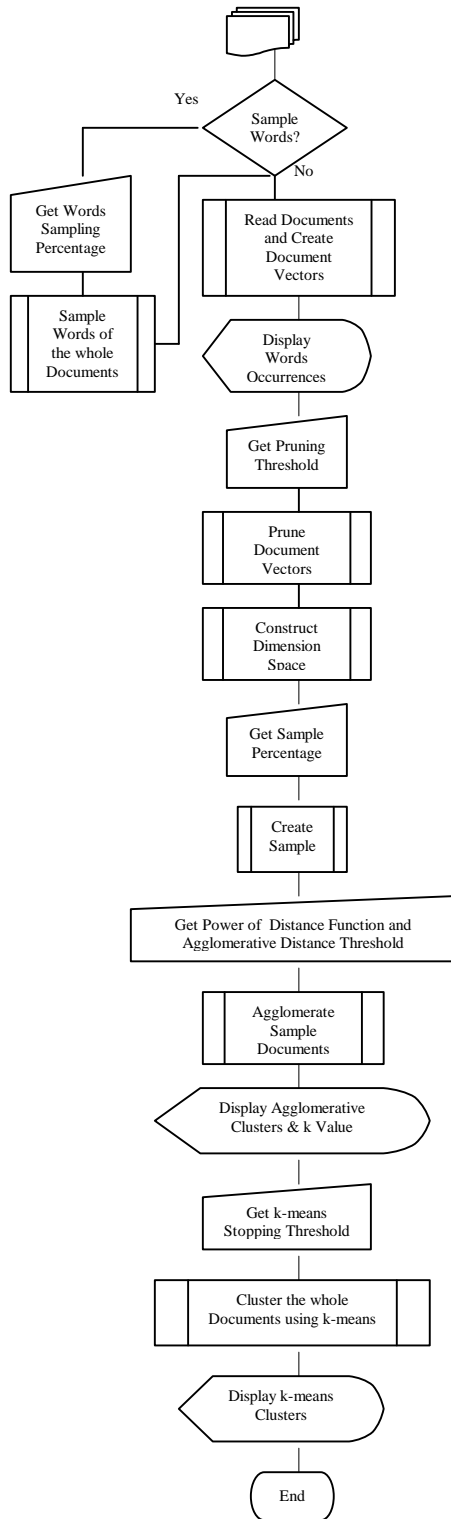 Yes
Sample
Words?
No
Get Words
Sampling
Percentage
Read Documents
and Create
Document
Vectors
Sample
Words of
the whole
Documents
Display
Words
Occurrences
Get Pruning
Threshold
Prune
Document
Vectors
Construct
Dimension
Space
Get Sample
Percentage
Create
Sample
Get Power of Distance Function and
Agglomerative Distance Threshold
Agglomerate
Sample
Documents
Display Agglomerative
Clusters & k Value
Get k-means
Stopping Threshold
Cluster the whole
Documents using k-means
Display k-means
Clusters
End